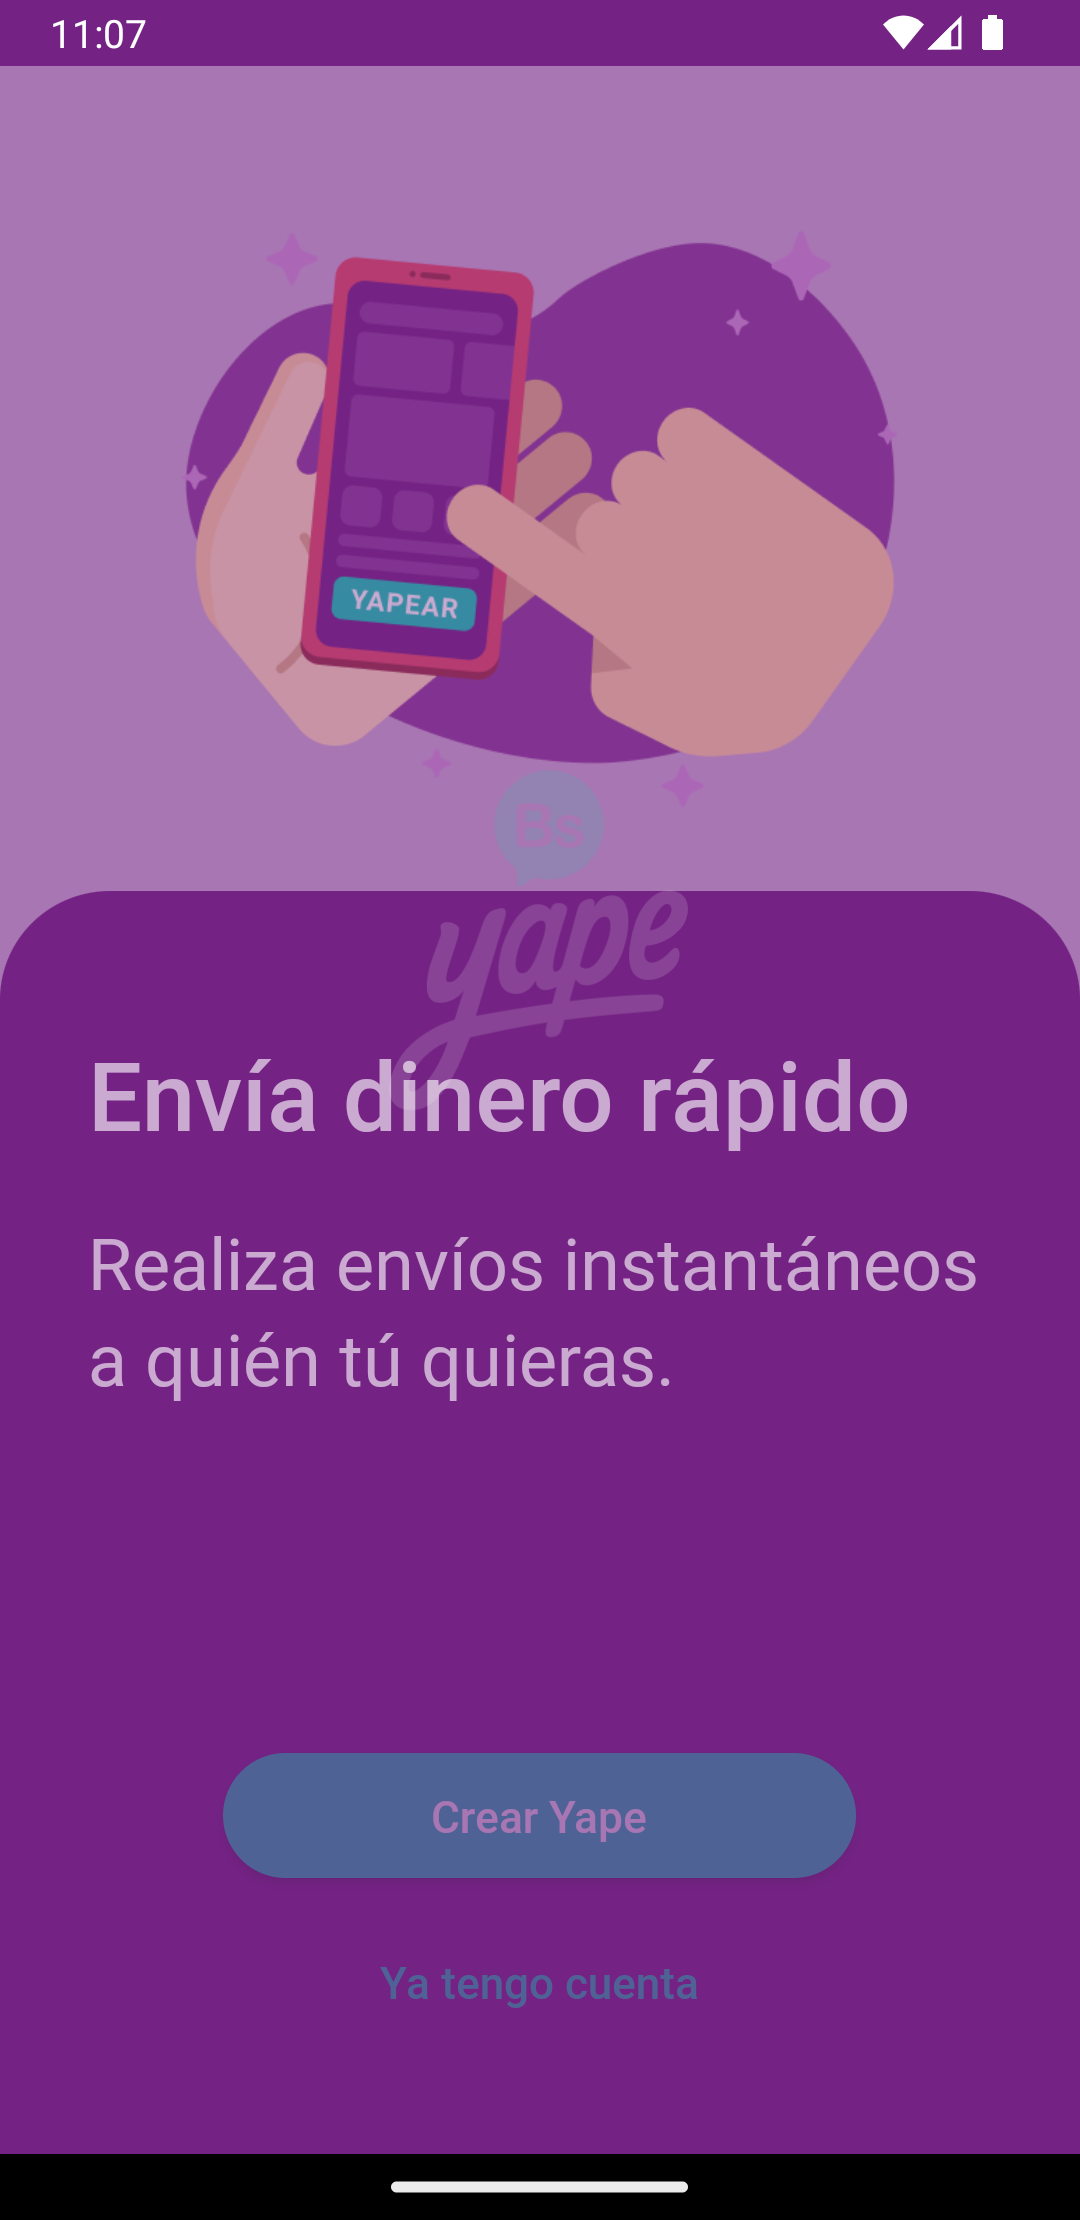 11:07
YAPEAR
Bs
yape
Envía dinero rápido
Realiza envíos instantáneos
a quién tú quieras.
Crear Yape
Ya tengo cuenta